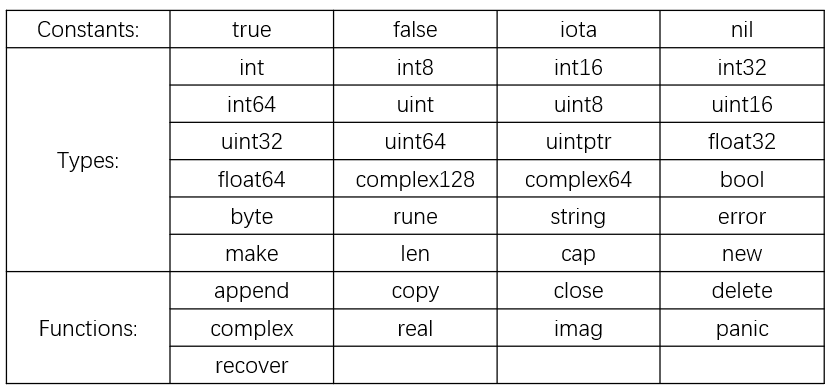 Constants: true false iota nil
int int8 int16 int32
int64 uint uint8 uint16
uint32 uint64 uintptr float32
Types:
float64 complex128 complex64 bool
byte rune string error
make len cap new
append copy close delete
Functions: complex real imag panic
recover